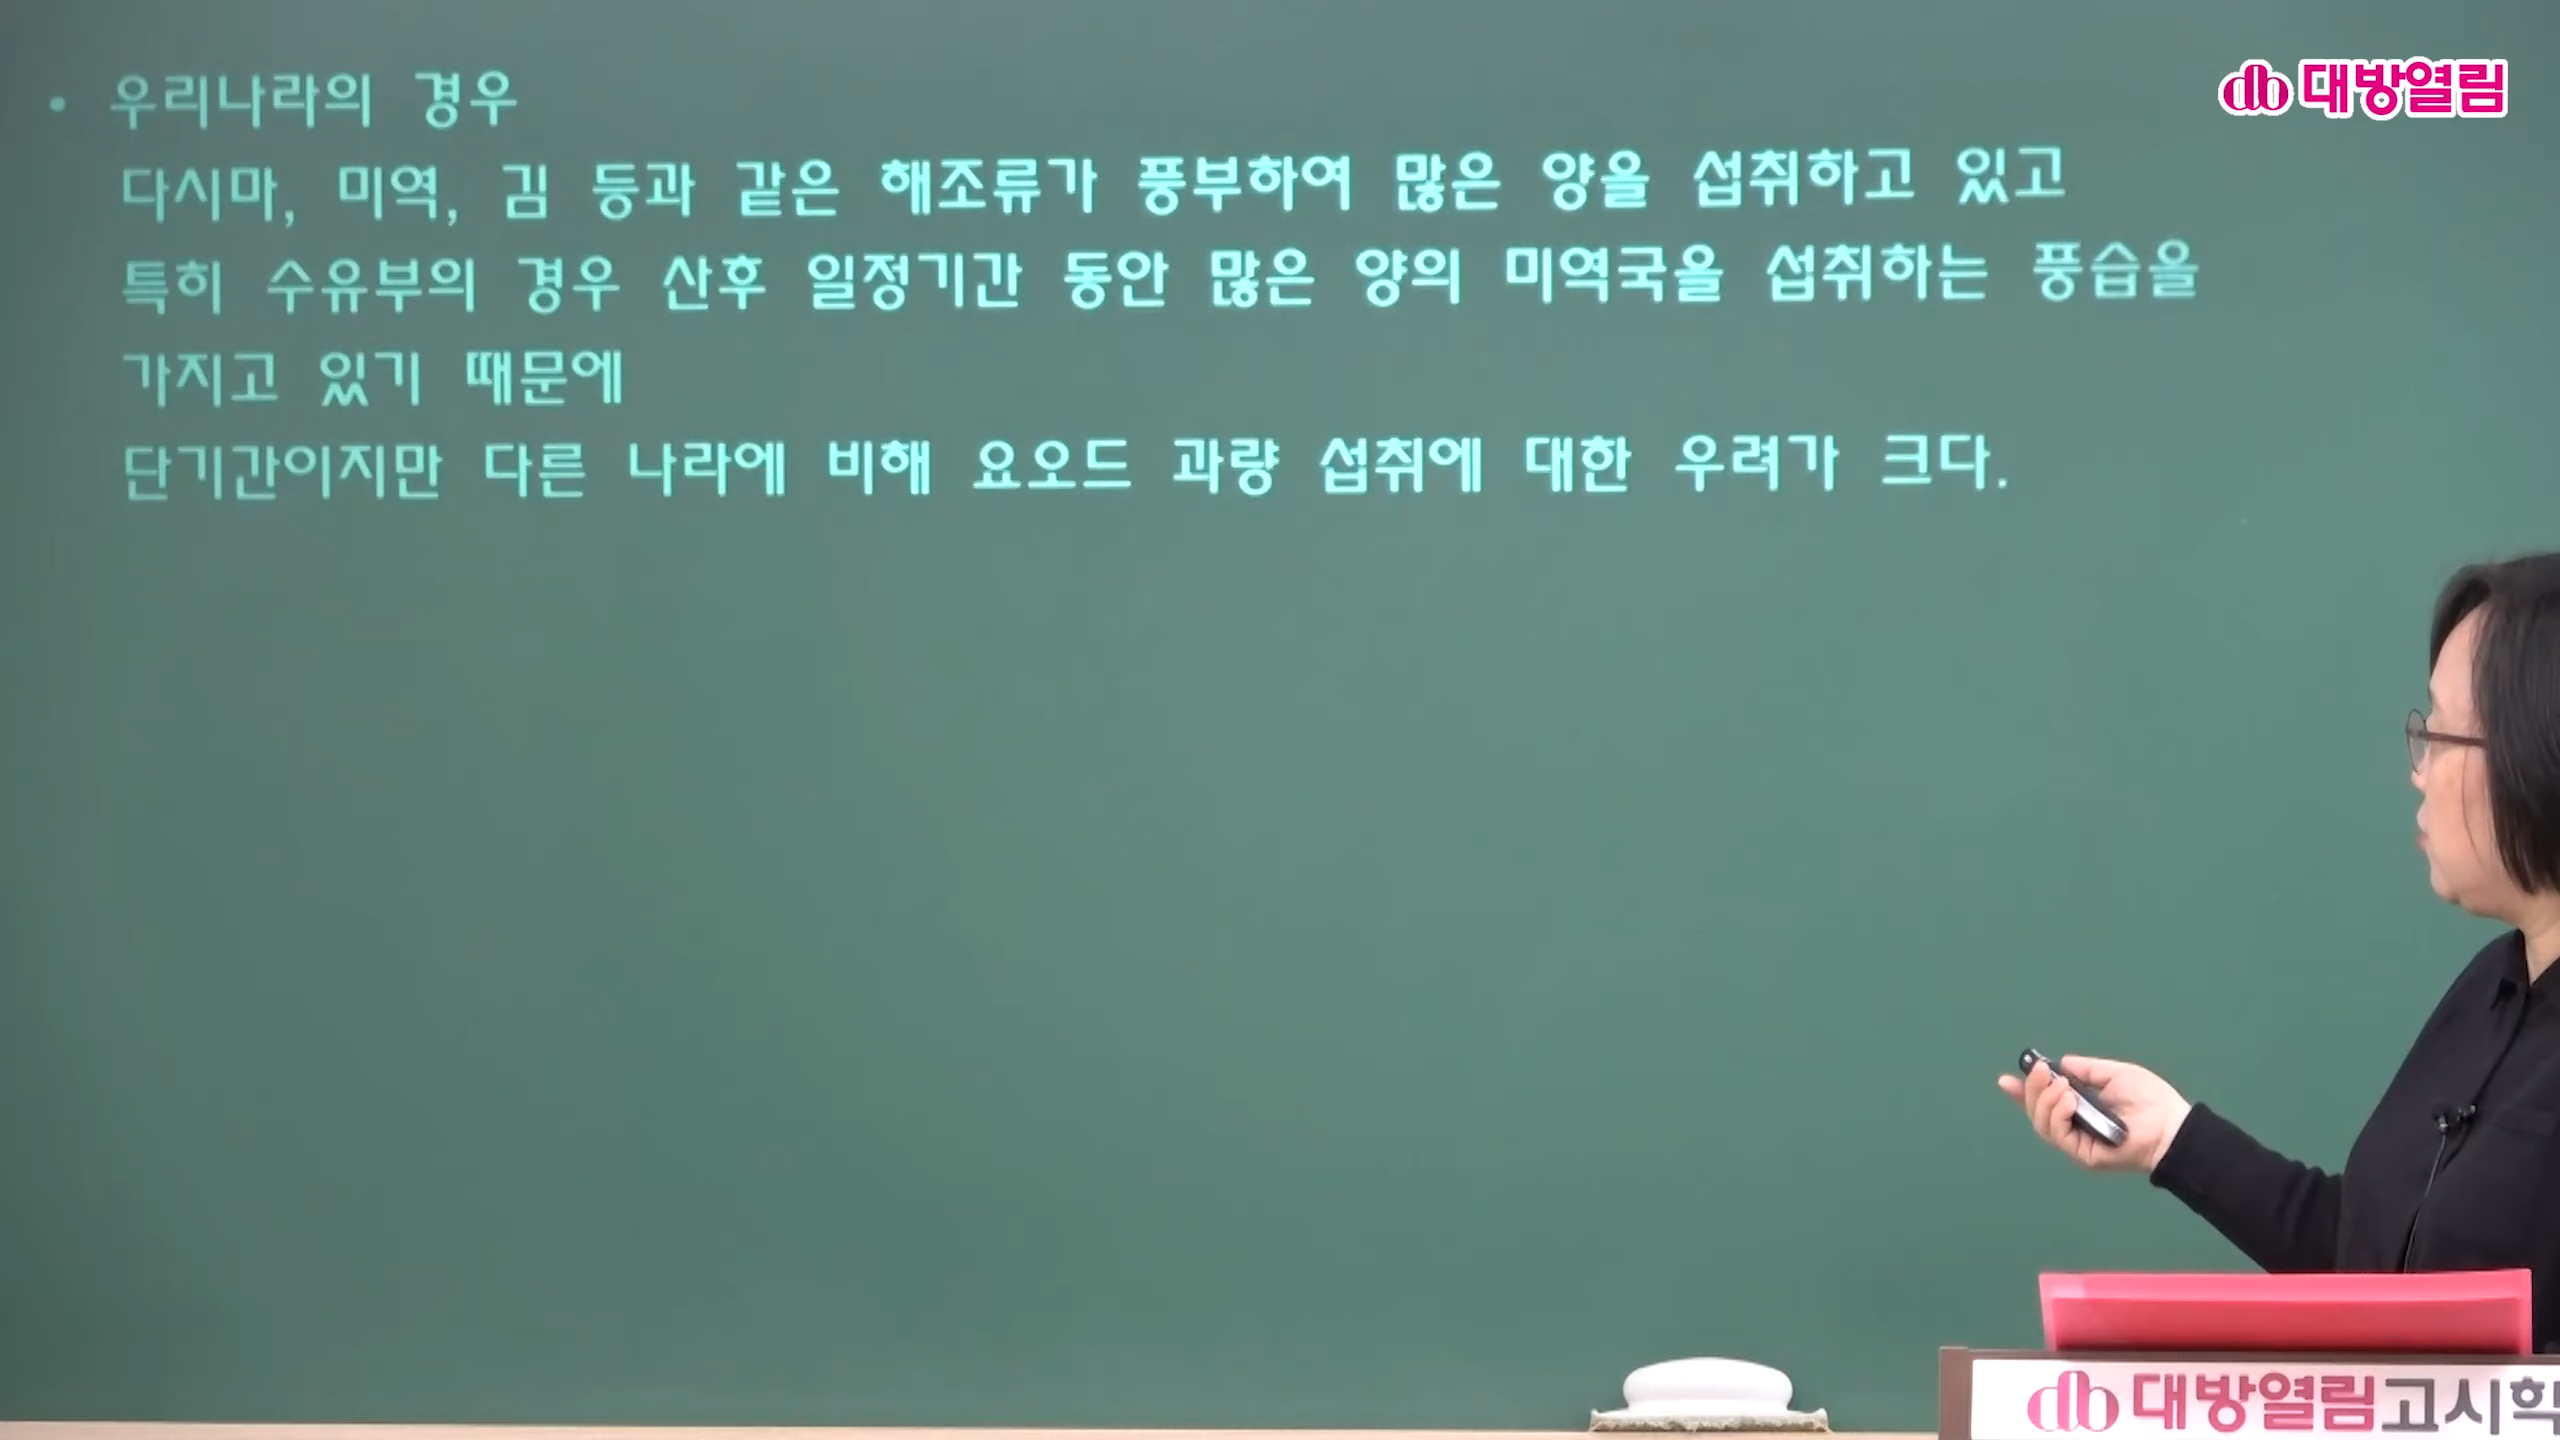 db 대방열림
• 우리나라의 경우
다시마, 미역, 김 등과 같은 해조류가 풍부하여 많은 양을 섭취하고 있고
특히 수유부의 경우 산후 일정기간 동안 많은 양의 미역국을 섭취하는 풍습을
가지고 있기 때문에
단기간이지만 다른 나라에 비해 요오드 과량 섭취에 대한 우려가 크다.
db 대방열림고시학